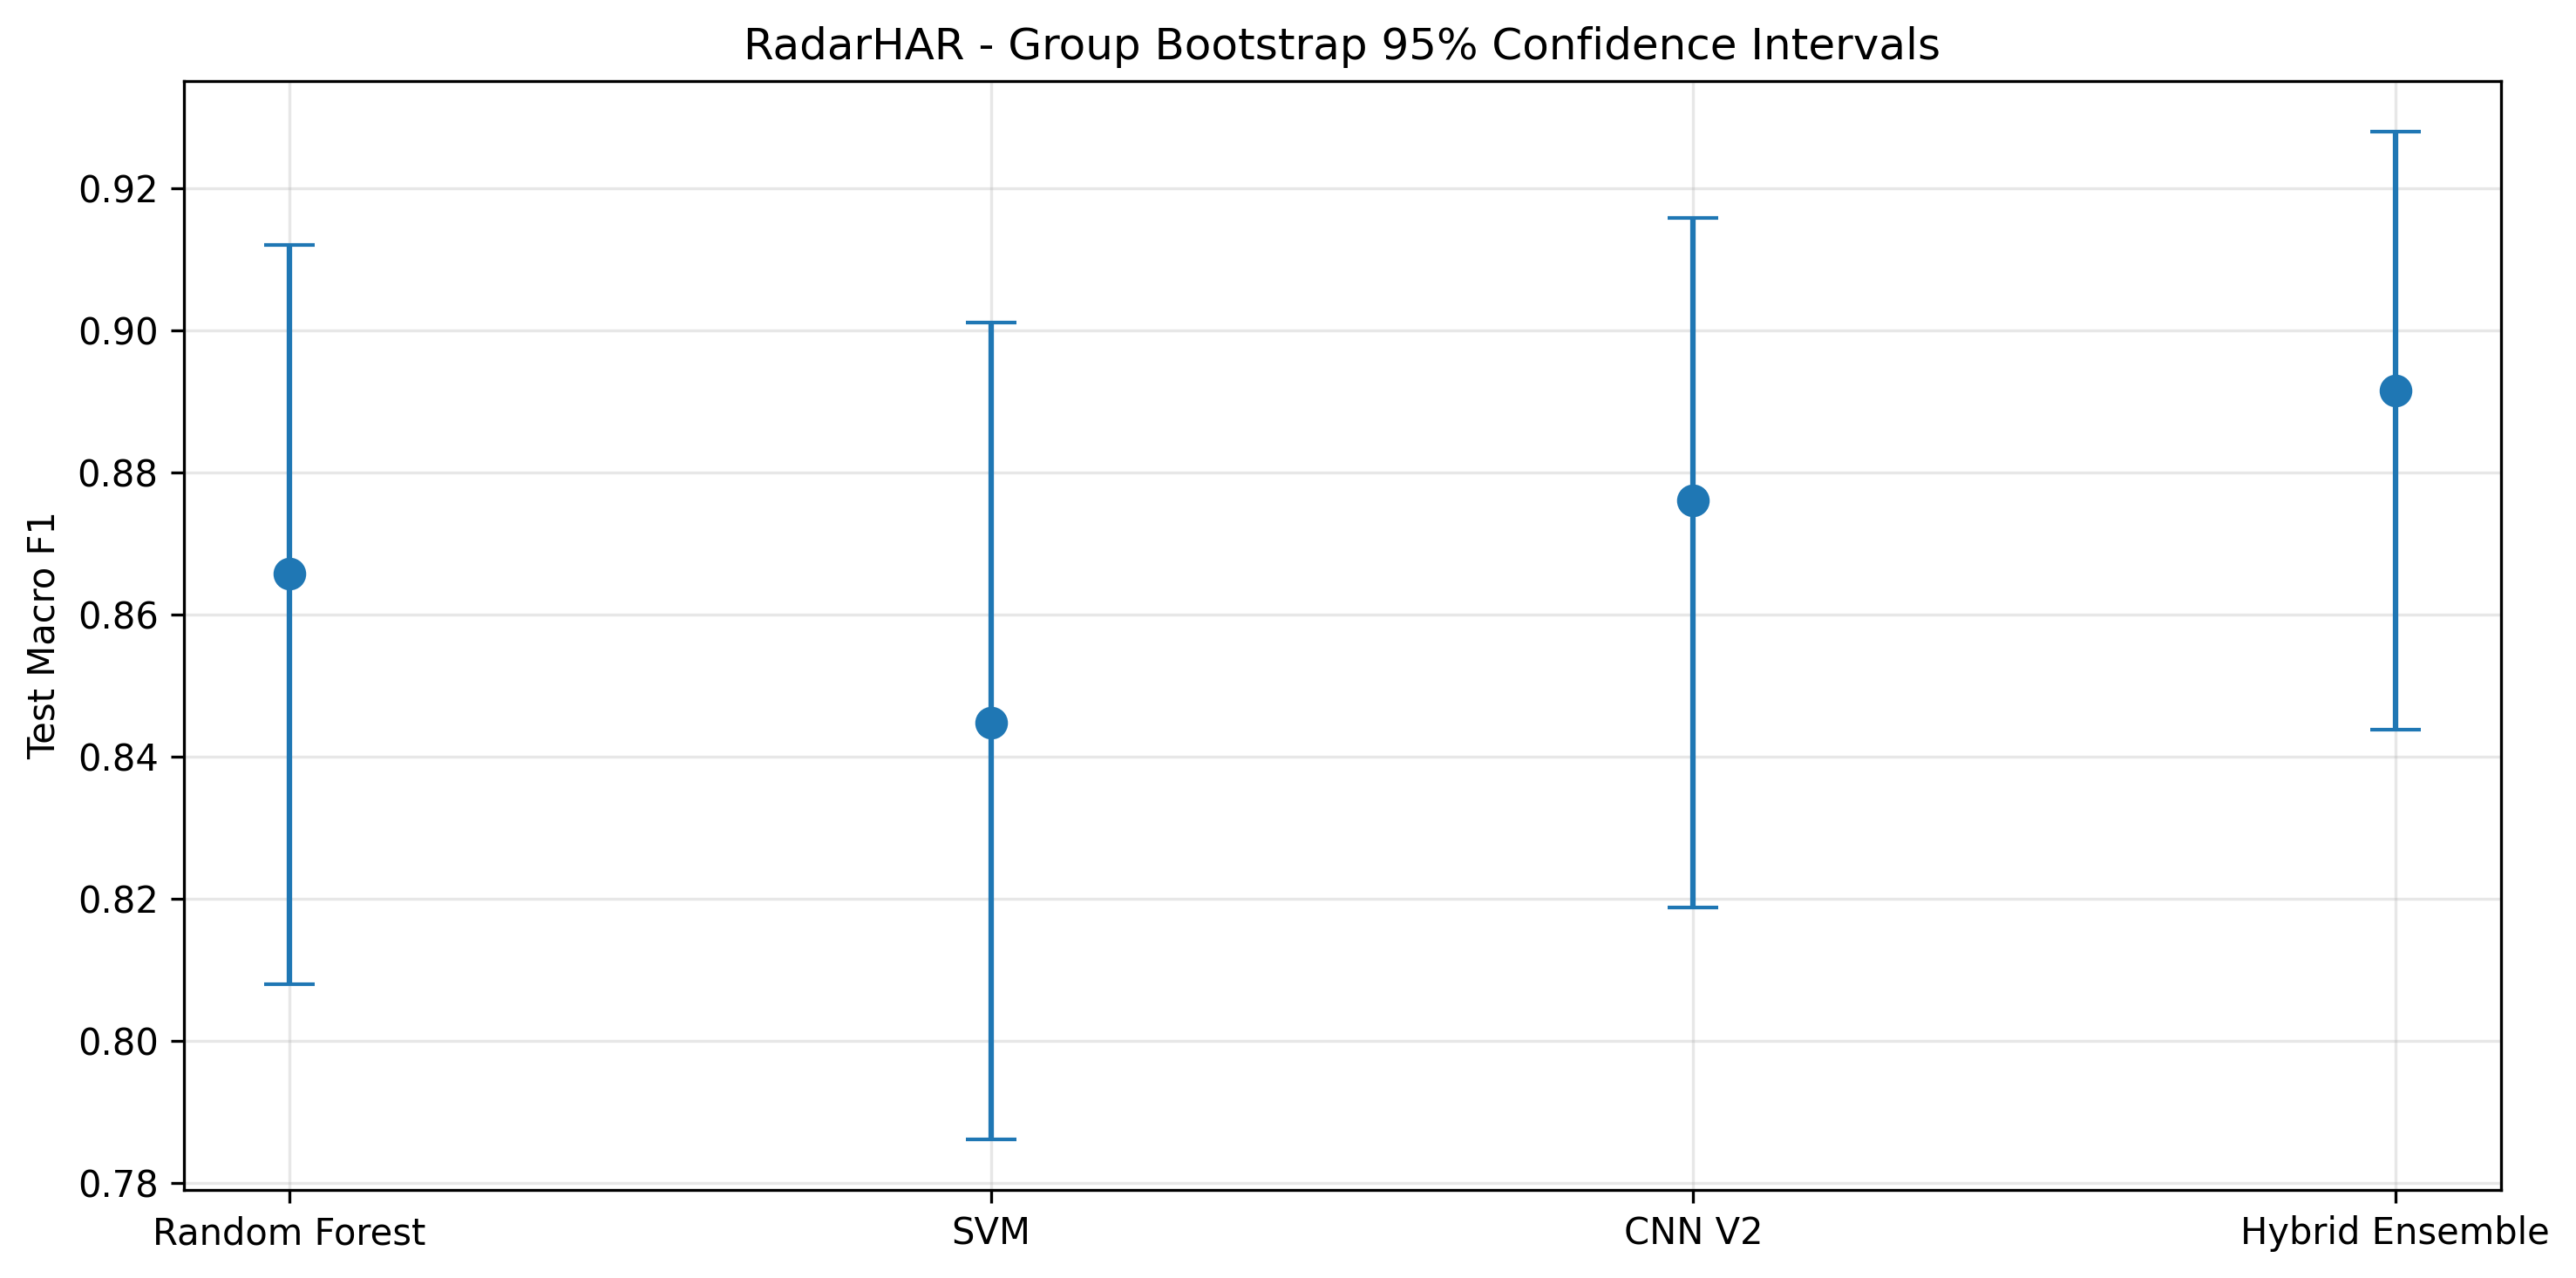 RadarHAR - Group Bootstrap 95% Confidence Intervals
Test Macro F1
0.92
0.90
0.88
0.86
0.84
0.82
0.80
0.78
Random Forest
SVM
CNN V2
Hybrid Ensemble